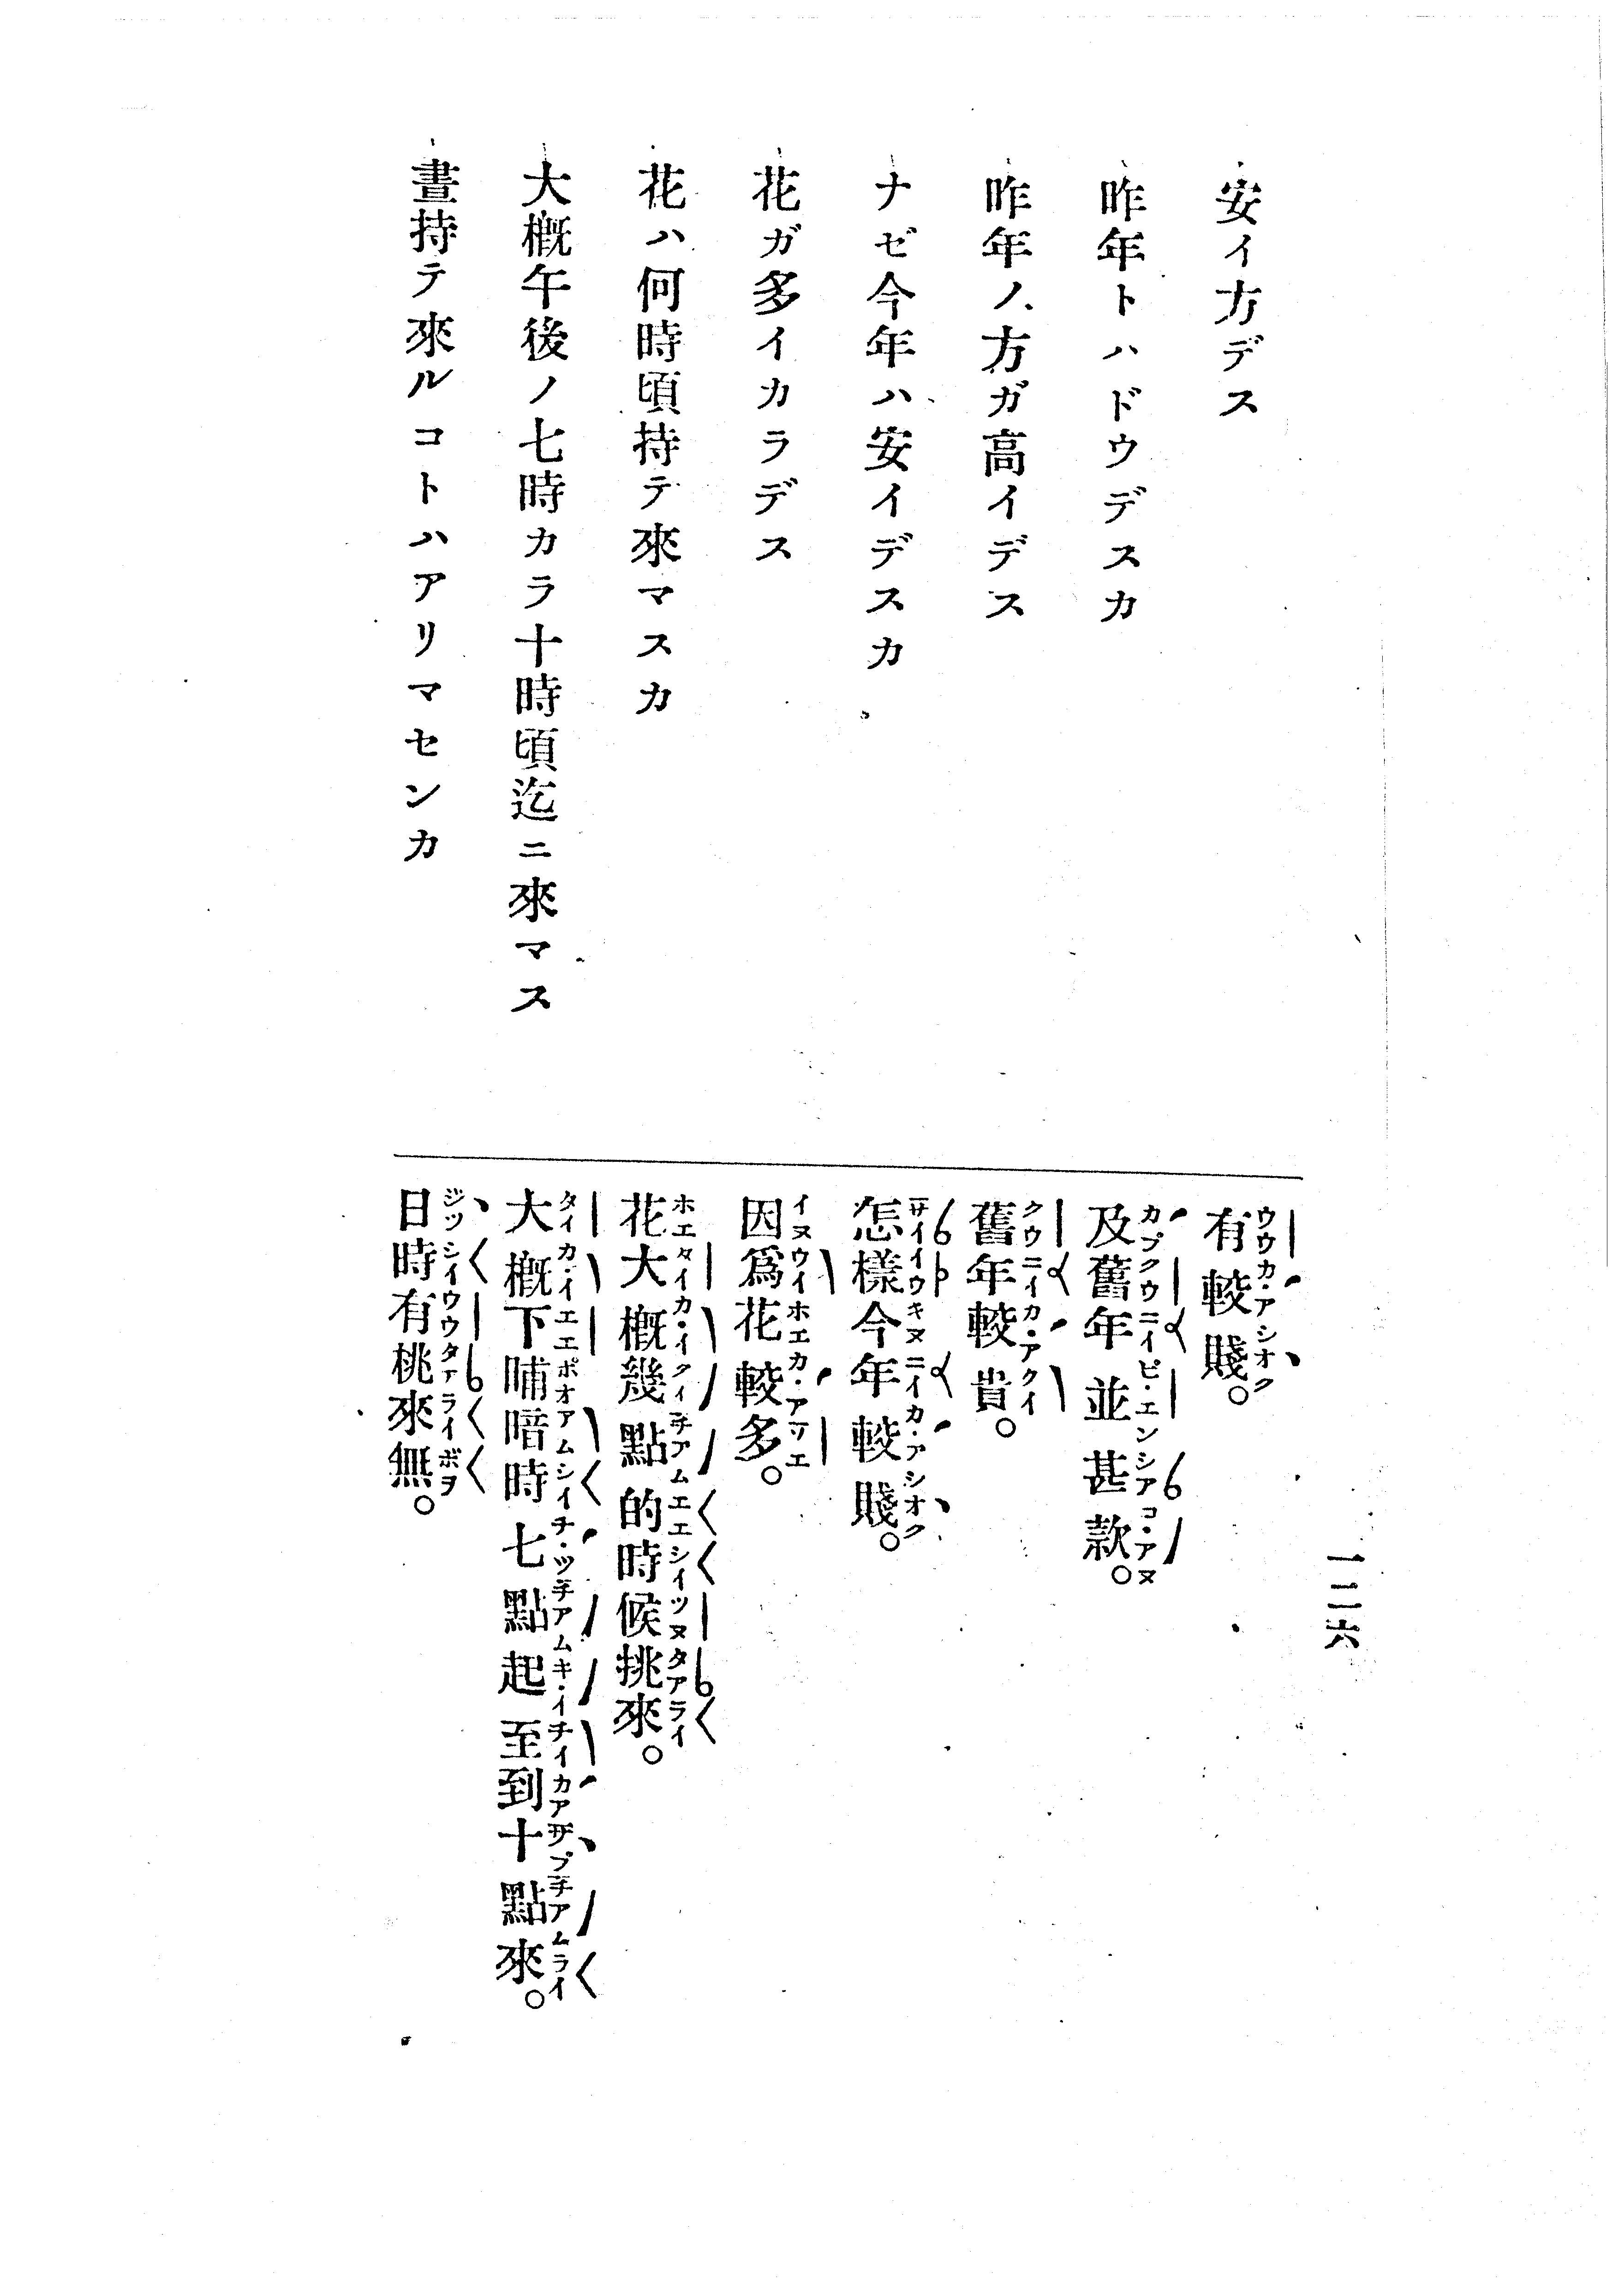 安イ方デス
昨年トハドウデスカ
昨年ノ方ガ高イデス
ナゼ今年ハ安イデスカ
花ガ多イカラデス
花ハ何時頃持テ來マスカ
大槪午後ノ七時カラ十時頃迄ニ來マス
晝持テ來ルコトハアリマセンカ
有較賤。
及舊年並甚款。
舊年較貴。
怎樣今年較賤。
因爲花較多。
花大槪幾點的時候挑來。
大槪下晡暗時七點起至到十點來。
日時有桃來無。
一二六